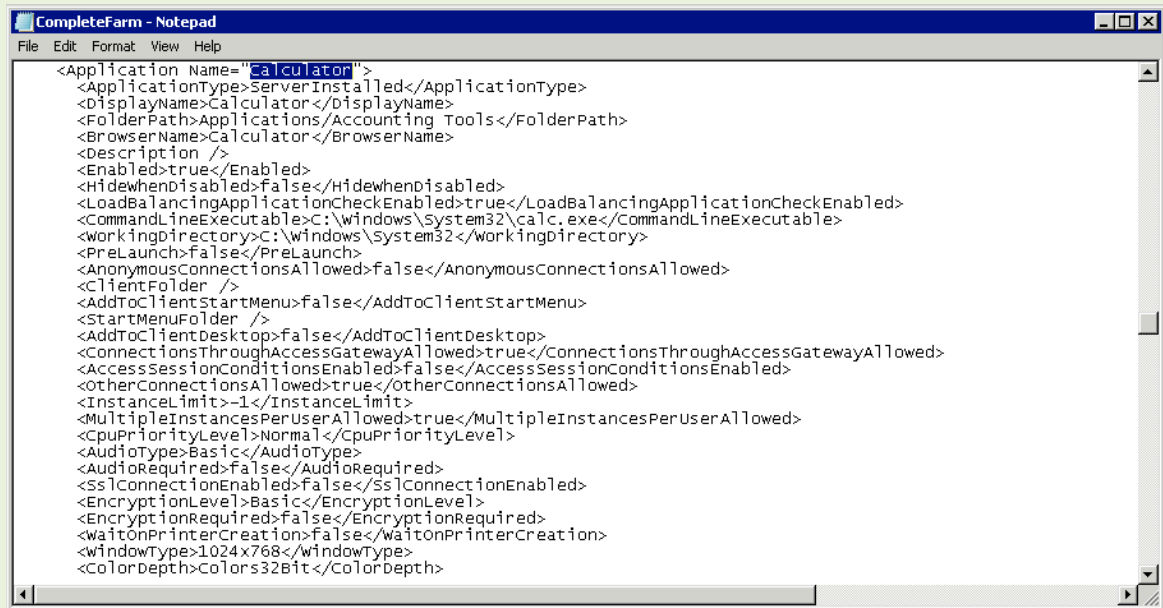 CompleteFarm - Notepad
File Edit Format View Help
<Application Name="Calculator">
<ApplicationType>ServerInstalled</ApplicationType>
<DisplayName>Calculator</DisplayName>
<FolderPath>Applications/Accounting Tools</FolderPath>
<BrowserName>Calculator</BrowserName>
<Description />
<Enabled>true</Enabled>
<HideWhenDisabled>false</HideWhenDisabled>
<LoadBalancingApplicationCheckEnabled>true</LoadBalancingApplicationCheckEnabled>
<CommandLineExecutable>C:\Windows\System32\calc.exe</CommandLineExecutable>
<WorkingDirectory>C:\Windows\System32</WorkingDirectory>
<PreLaunch>false</PreLaunch>
<AnonymousConnectionsAllowed>false</AnonymousConnectionsAllowed>
<ClientFolder />
<AddToClientStartMenu>false</AddToClientStartMenu>
<StartMenuFolder />
<AddToClientDesktop>false</AddToClientDesktop>
<ConnectionsThroughAccessGatewayAllowed>true</ConnectionsThroughAccessGatewayAllowed>
<AccessSessionConditionsEnabled>false</AccessSessionConditionsEnabled>
<OtherConnectionsAllowed>true</OtherConnectionsAllowed>
<InstanceLimit>-1</InstanceLimit>
<MultipleInstancesPerUserAllowed>true</MultipleInstancesPerUserAllowed>
<CpuPriorityLevel>Normal</CpuPriorityLevel>
<AudioType>Basic</AudioType>
<AudioRequired>false</AudioRequired>
<SslConnectionEnabled>false</SslConnectionEnabled>
<EncryptionLevel>Basic</EncryptionLevel>
<EncryptionRequired>false</EncryptionRequired>
<WaitOnPrinterCreation>false</WaitOnPrinterCreation>
<WindowType>1024x768</WindowType>
<ColorDepth>Colors32Bit</ColorDepth>